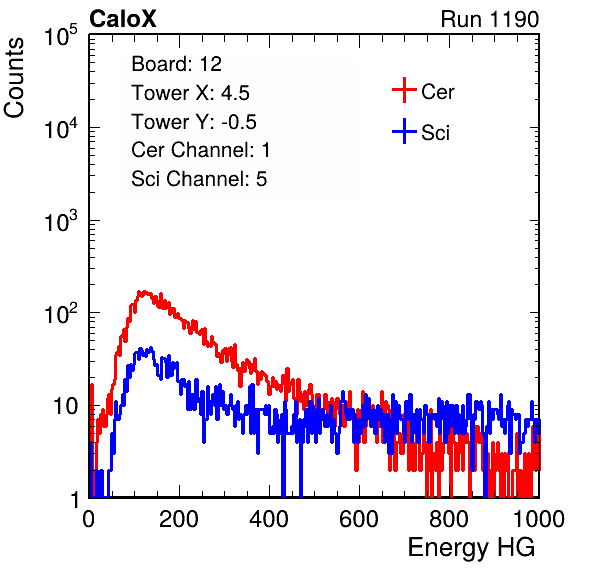 CaloX Run 1190
Board: 12
Tower X: 4.5
Tower Y: -0.5
Cer Channel: 1
Sci Channel: 5
Cer
Sci
Counts
10^5
10^4
10^3
10^2
10
1
0 200 400 600 800 1000
Energy HG